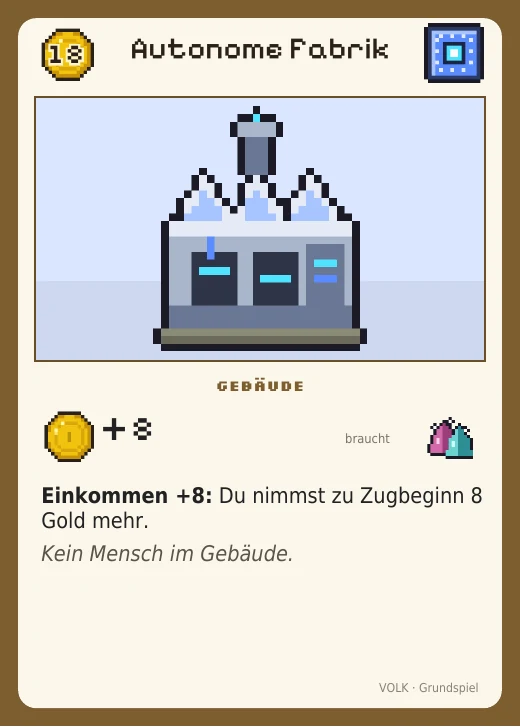 18
Autonome Fabrik
GEBÄUDE
+8
braucht
Einkommen +8: Du nimmst zu Zugbeginn 8
Gold mehr.
Kein Mensch im Gebäude.
VOLK · Grundspiel